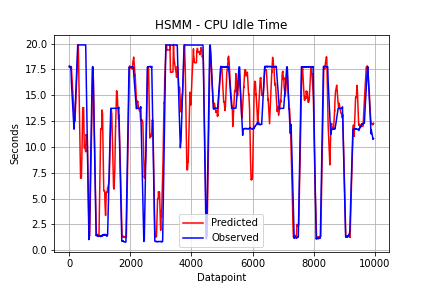 HSMM - CPU Idle Time
20.0
17.5
15.0
12.5
10.0
7.5
5.0
2.5
0.0
Seconds
Predicted
Observed
0 2000 4000 6000 8000 10000
Datapoint